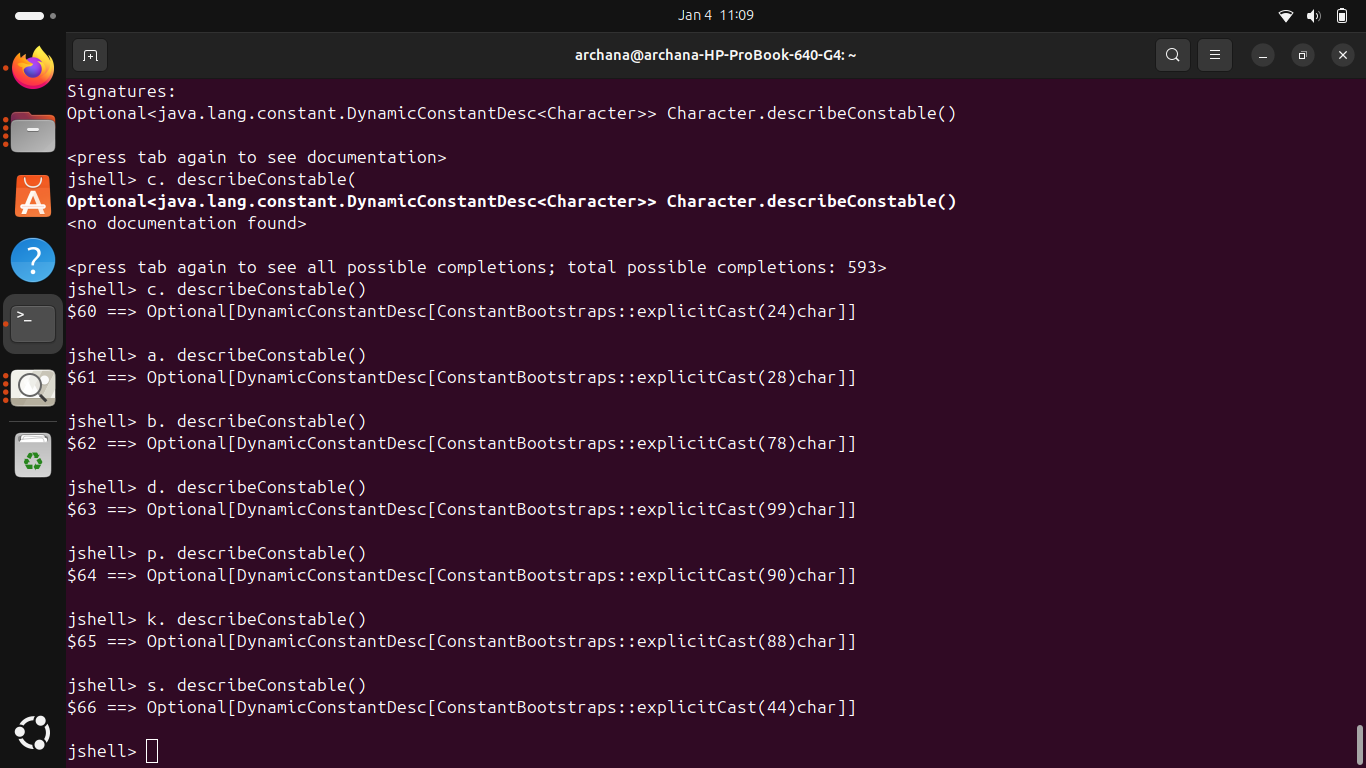 Jan 4 11:09
archana@archana-HP-ProBook-640-G4: ~
Signatures:
Optional<java.lang.constant.DynamicConstantDesc<Character>> Character.describeConstable()
<press tab again to see documentation>
jshell> c. describeConstable(
Optional<java.lang.constant.DynamicConstantDesc<Character>> Character.describeConstable()
<no documentation found>
<press tab again to see all possible completions; total possible completions: 593>
jshell> c. describeConstable()
$60 ==> Optional[DynamicConstantDesc[ConstantBootstraps::explicitCast(24)char]]
jshell> a. describeConstable()
$61 ==> Optional[DynamicConstantDesc[ConstantBootstraps::explicitCast(28)char]]
jshell> b. describeConstable()
$62 ==> Optional[DynamicConstantDesc[ConstantBootstraps::explicitCast(78)char]]
jshell> d. describeConstable()
$63 ==> Optional[DynamicConstantDesc[ConstantBootstraps::explicitCast(99)char]]
jshell> p. describeConstable()
$64 ==> Optional[DynamicConstantDesc[ConstantBootstraps::explicitCast(90)char]]
jshell> k. describeConstable()
$65 ==> Optional[DynamicConstantDesc[ConstantBootstraps::explicitCast(88)char]]
jshell> s. describeConstable()
$66 ==> Optional[DynamicConstantDesc[ConstantBootstraps::explicitCast(44)char]]
jshell>